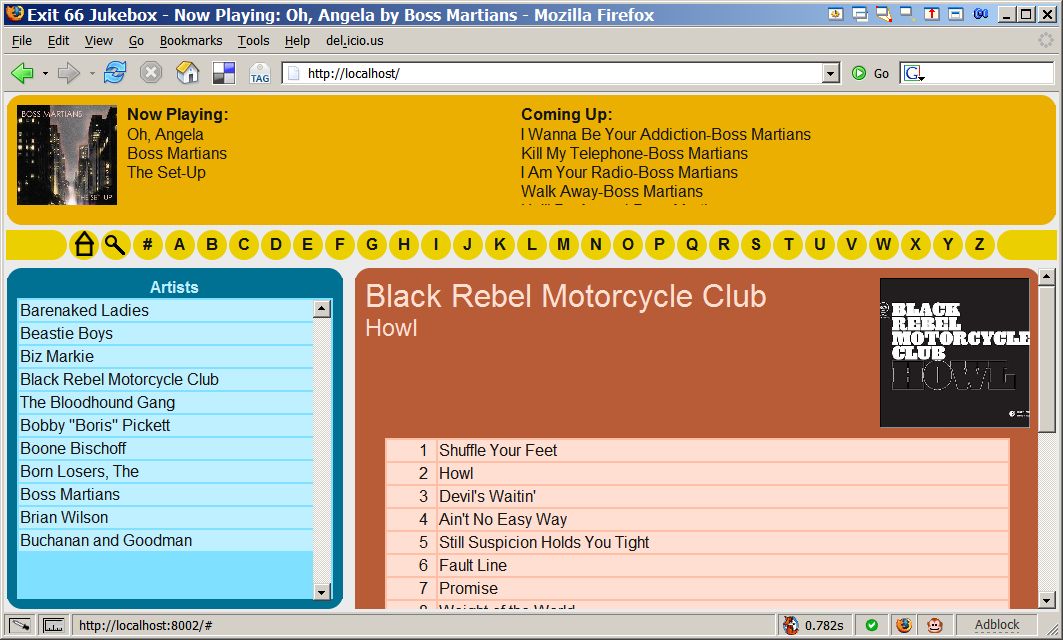 Exit 66 Jukebox - Now Playing: Oh, Angela by Boss Martians - Mozilla Firefox
File Edit View Go Bookmarks Tools Help del.icio.us
TAG http://localhost/ Go G
BOSS MARTIANS
THE SET-UP
Now Playing:
Oh, Angela
Boss Martians
The Set-Up
Coming Up:
I Wanna Be Your Addiction-Boss Martians
Kill My Telephone-Boss Martians
I Am Your Radio-Boss Martians
Walk Away-Boss Martians
# A B C D E F G H I J K L M N O P Q R S T U V W X Y Z
Artists
Barenaked Ladies
Beastie Boys
Biz Markie
Black Rebel Motorcycle Club
The Bloodhound Gang
Bobby "Boris" Pickett
Boone Bischoff
Born Losers, The
Boss Martians
Brian Wilson
Buchanan and Goodman
Black Rebel Motorcycle Club
Howl
BLACK
REBEL
MOTORCYCLE
CLUB
HOWL
1 Shuffle Your Feet
2 Howl
3 Devil's Waitin'
4 Ain't No Easy Way
5 Still Suspicion Holds You Tight
6 Fault Line
7 Promise
8 Weight of the World
http://localhost:8002/# 0.782s Adblock